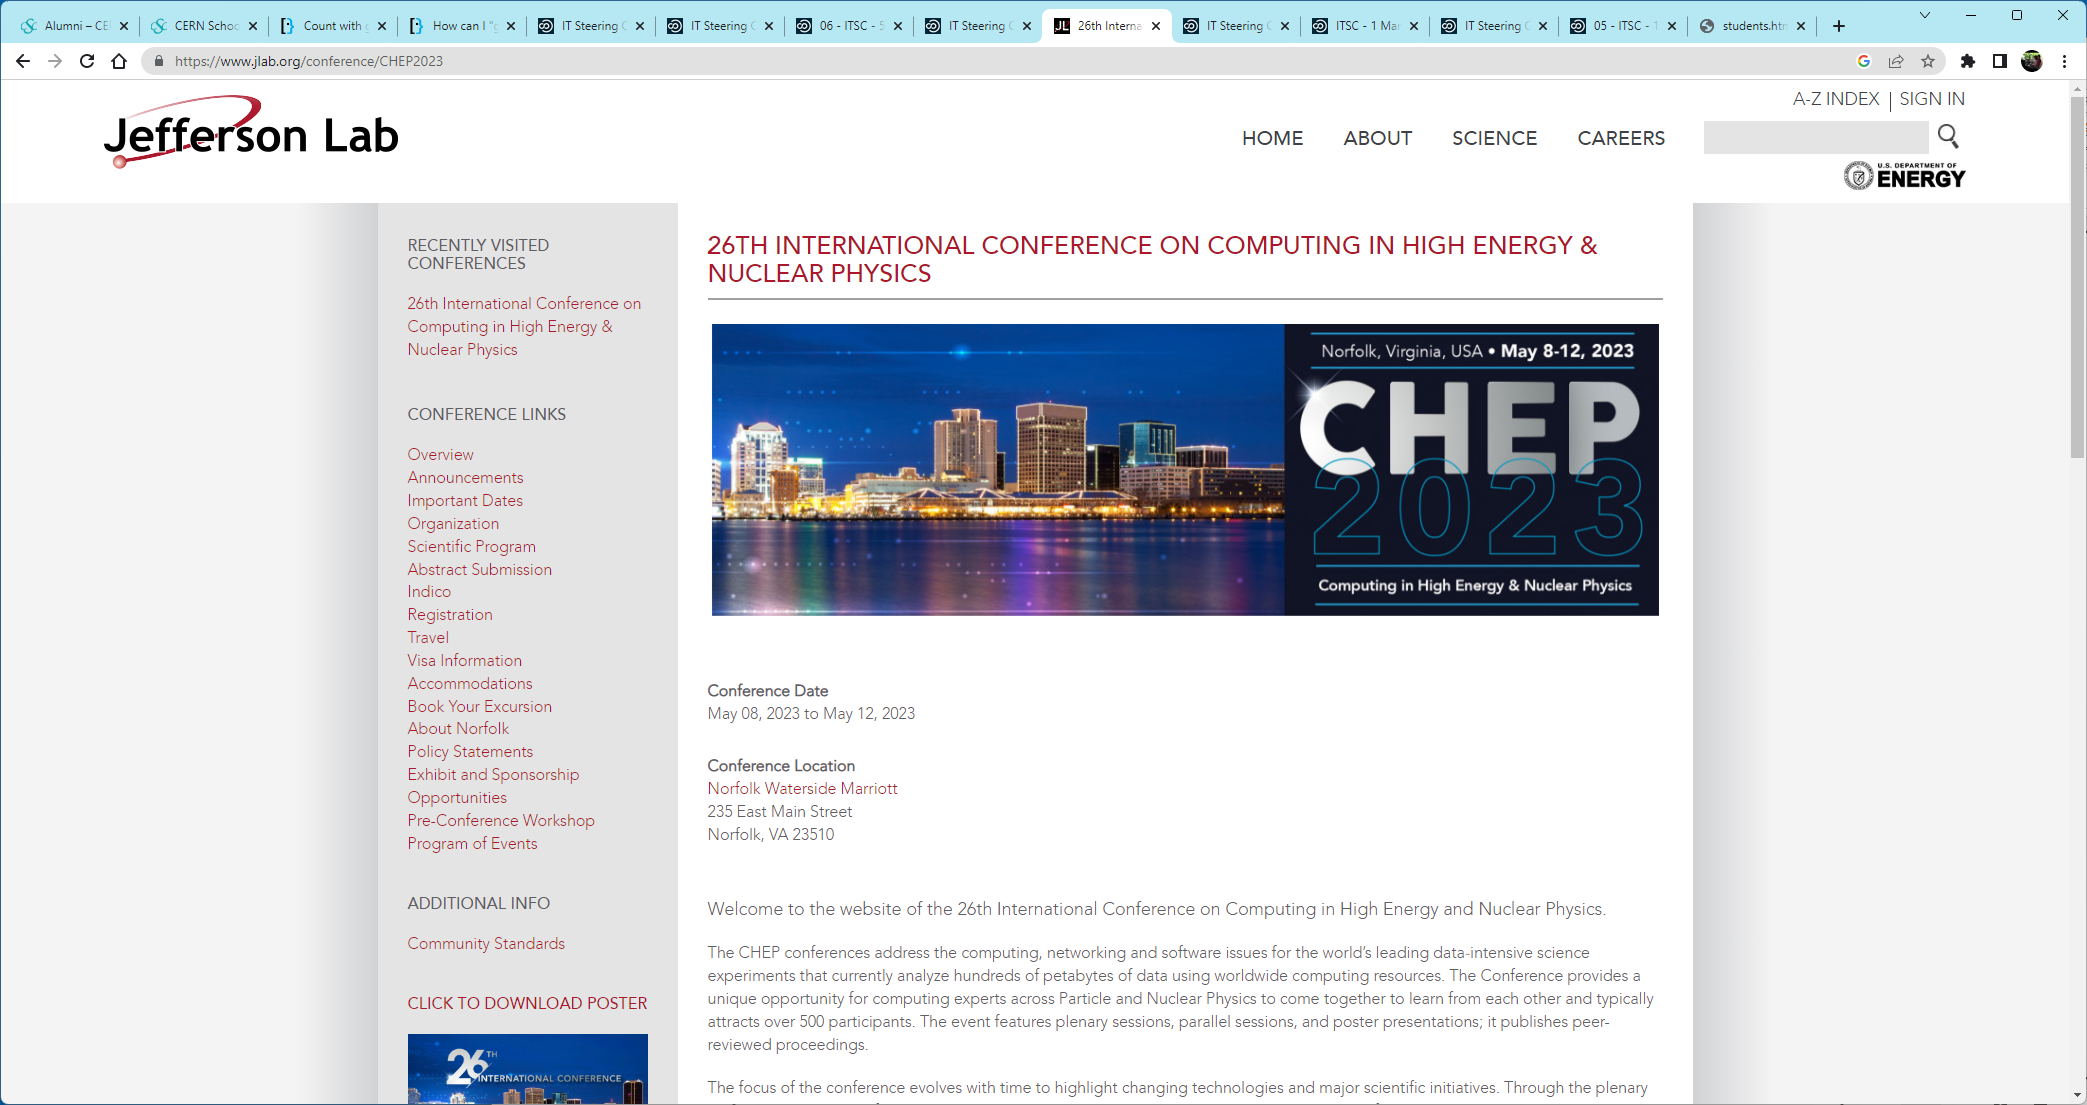 Alumni – CE
CERN Schoo
Count with g
How can I "g
IT Steering C
IT Steering C
06 - ITSC - 5
IT Steering C
26th Interna
IT Steering C
ITSC - 1 Mar
IT Steering C
05 - ITSC - 1
students.htm
https://www.jlab.org/conference/CHEP2023
Jefferson Lab
HOME
ABOUT
SCIENCE
CAREERS
A-Z INDEX | SIGN IN
U.S. DEPARTMENT OF
ENERGY
RECENTLY VISITED
CONFERENCES
26th International Conference on
Computing in High Energy &
Nuclear Physics
CONFERENCE LINKS
Overview
Announcements
Important Dates
Organization
Scientific Program
Abstract Submission
Indico
Registration
Travel
Visa Information
Accommodations
Book Your Excursion
About Norfolk
Policy Statements
Exhibit and Sponsorship
Opportunities
Pre-Conference Workshop
Program of Events
ADDITIONAL INFO
Community Standards
CLICK TO DOWNLOAD POSTER
26TH
INTERNATIONAL CONFERENCE
26TH INTERNATIONAL CONFERENCE ON COMPUTING IN HIGH ENERGY &
NUCLEAR PHYSICS
Norfolk, Virginia, USA • May 8-12, 2023
CHEP
2023
Computing in High Energy & Nuclear Physics
Conference Date
May 08, 2023 to May 12, 2023
Conference Location
Norfolk Waterside Marriott
235 East Main Street
Norfolk, VA 23510
Welcome to the website of the 26th International Conference on Computing in High Energy and Nuclear Physics.
The CHEP conferences address the computing, networking and software issues for the world's leading data-intensive science
experiments that currently analyze hundreds of petabytes of data using worldwide computing resources. The Conference provides a
unique opportunity for computing experts across Particle and Nuclear Physics to come together to learn from each other and typically
attracts over 500 participants. The event features plenary sessions, parallel sessions, and poster presentations; it publishes peer-
reviewed proceedings.
The focus of the conference evolves with time to highlight changing technologies and major scientific initiatives. Through the plenary